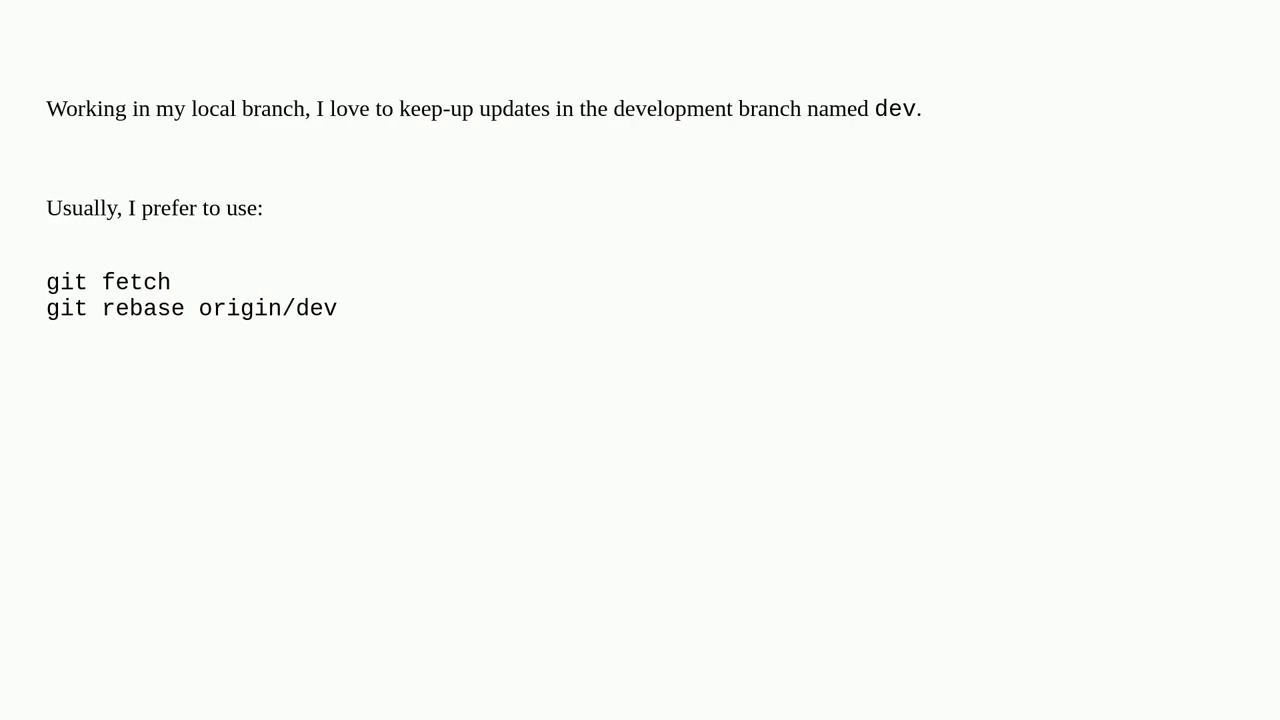 Working in my local branch, I love to keep-up updates in the development branch named dev.
Usually, I prefer to use:
git fetch
git rebase origin/dev